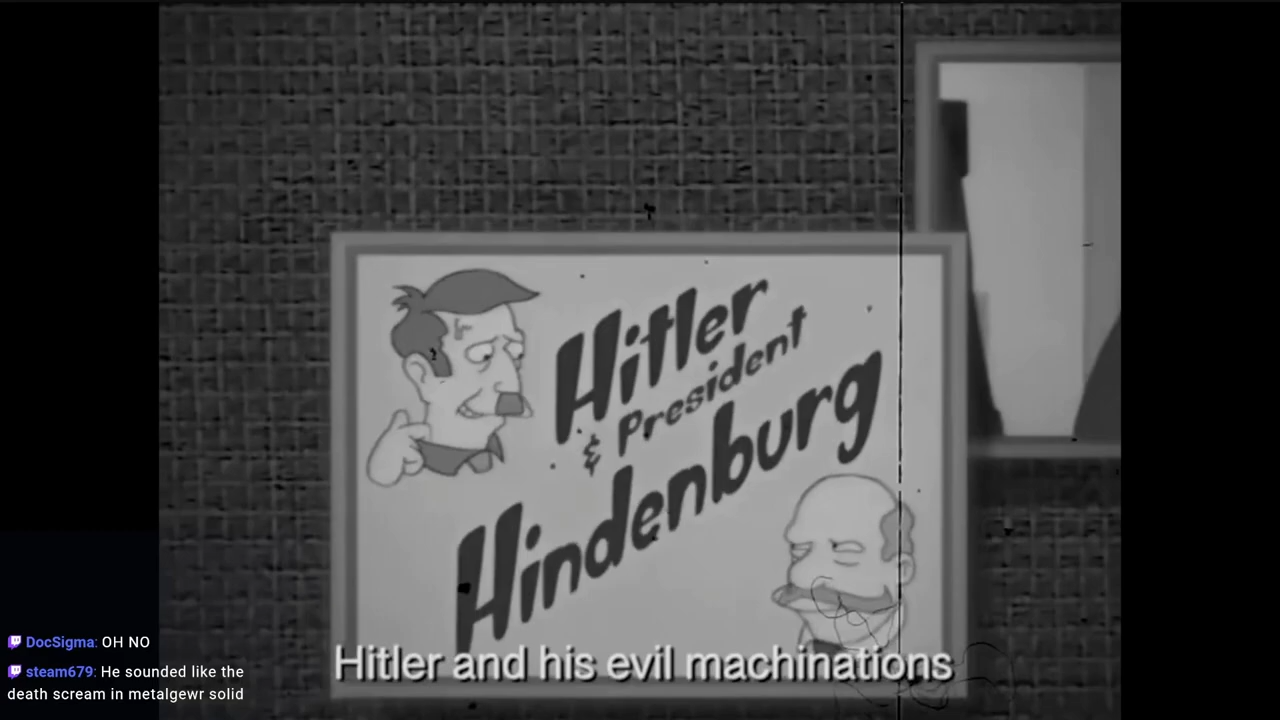 Hitler
& President
Hindenburg
Hitler and his evil machinations
DocSigma: OH NO
steam679: He sounded like the
death scream in metalgewr solid